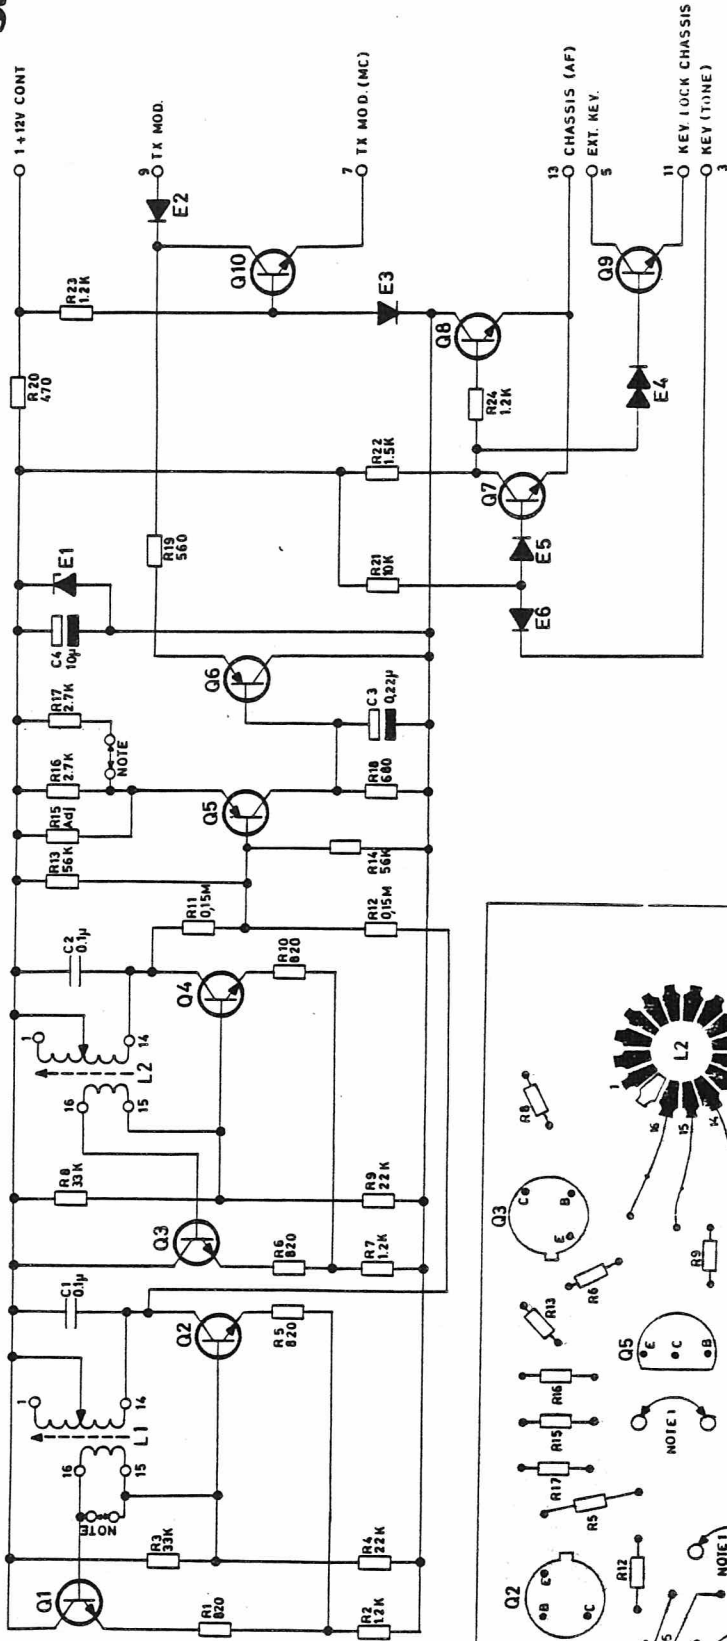 1 +12V CONT
9 TX MOD.
E2
7 TX MOD. (MC)
13 CHASSIS (AF)
5 EXT. KEY.
11 KEY. LOCK CHASSIS
3 KEY (TONE)
R23
1.2K
Q10
E3
Q8
Q9
R20
470
R24
1.2K
E4
R22
1.5K
Q7
R19
560
R21
10K
E5
E6
E1
C4
10µ
Q6
C3
0,22µ
R17
2.7K
NOTE
R16
2.7K
R15
Adj
R13
56K
Q5
R18
680
R14
56K
R11
0,15M
R12
0,15M
C2
0.1µ
Q4
R10
820
1
14
L2
16
15
R8
33K
R9
22K
Q3
R6
820
R7
1.2K
C1
0.1µ
Q2
R5
820
1
14
L1
16
15
NOTE
R3
33K
R4
22K
Q1
R1
820
R2
1.2K
L2
1
16
15
14
R8
Q3
C
B
E
R6
R9
R13
Q5
E
C
B
R16
R15
R17
NOTE 1
R5
Q2
E
B
C
R12
NOTE 1